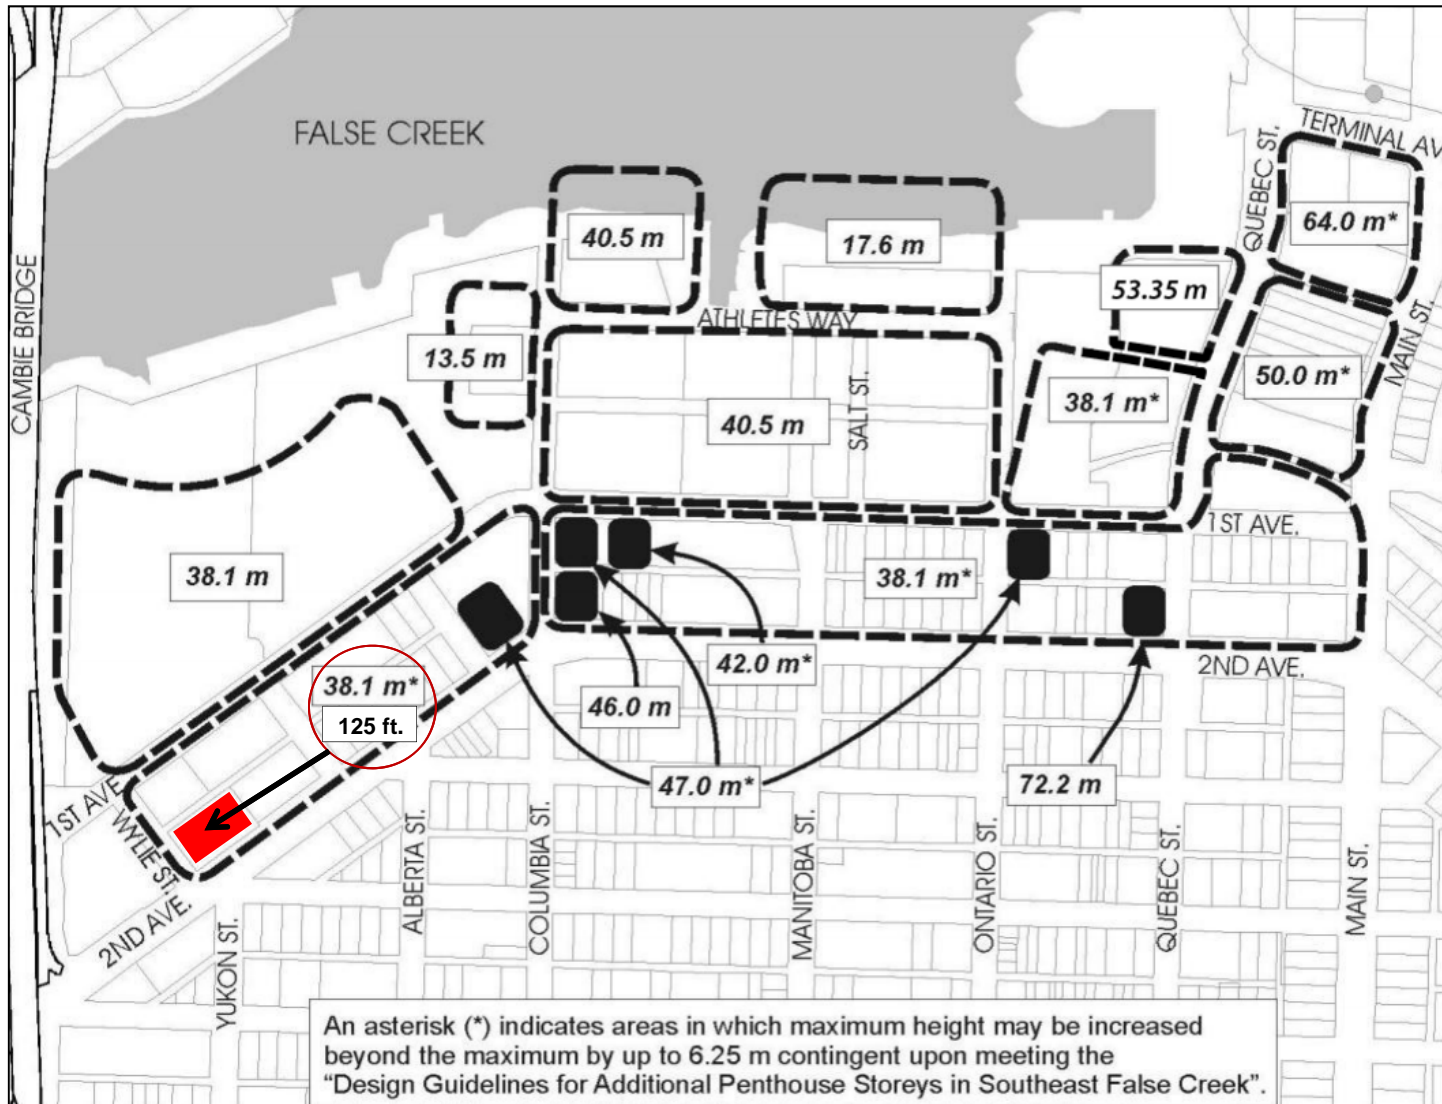 FALSE CREEK
TERMINAL AV
QUEBEC ST.
64.0 m*
40.5 m
17.6 m
53.35 m
CAMBIE BRIDGE
MAIN ST.
ATHLETES WAY
13.5 m
50.0 m*
38.1 m*
SALT ST.
40.5 m
1ST AVE.
38.1 m
38.1 m*
42.0 m*
2ND AVE.
38.1 m*
125 ft.
46.0 m
47.0 m*
72.2 m
1ST AVE.
WYLIE ST.
2ND AVE.
YUKON ST.
ALBERTA ST.
COLUMBIA ST.
MANITOBA ST.
ONTARIO ST.
QUEBEC ST.
MAIN ST.
An asterisk (*) indicates areas in which maximum height may be increased
beyond the maximum by up to 6.25 m contingent upon meeting the
“Design Guidelines for Additional Penthouse Storeys in Southeast False Creek”.